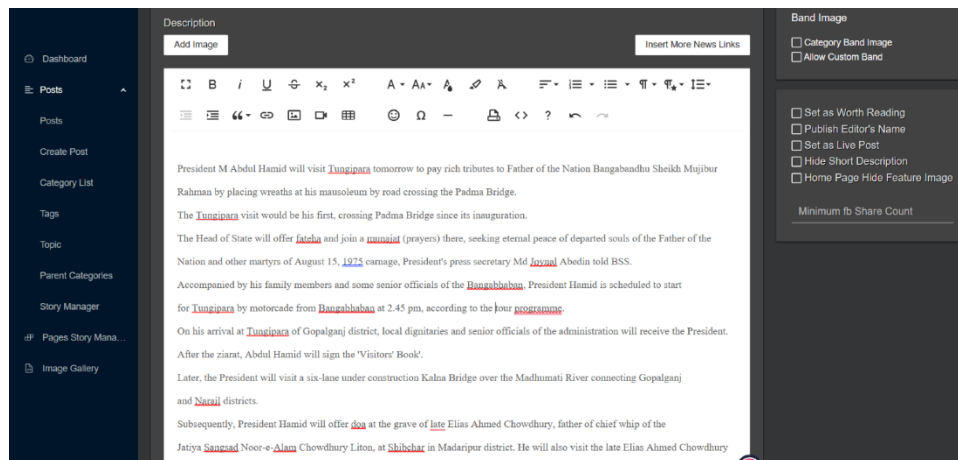 Dashboard
Posts
Posts
Create Post
Category List
Tags
Topic
Parent Categories
Story Manager
Pages Story Mana...
Image Gallery
Description
Add Image
Insert More News Links
President M Abdul Hamid will visit Tungipara tomorrow to pay rich tributes to Father of the Nation Bangabandhu Sheikh Mujibur
Rahman by placing wreaths at his mausoleum by road crossing the Padma Bridge.
The Tungipara visit would be his first, crossing Padma Bridge since its inauguration.
The Head of State will offer fateha and join a munajat (prayers) there, seeking eternal peace of departed souls of the Father of the
Nation and other martyrs of August 15, 1975 carnage, President's press secretary Md Joynal Abedin told BSS.
Accompanied by his family members and some senior officials of the Bangabhaban, President Hamid is scheduled to start
for Tungipara by motorcade from Bangabhaban at 2.45 pm, according to the tour programme.
On his arrival at Tungipara of Gopalganj district, local dignitaries and senior officials of the administration will receive the President.
After the ziarat, Abdul Hamid will sign the 'Visitors' Book'.
Later, the President will visit a six-lane under construction Kalna Bridge over the Madhumati River connecting Gopalganj
and Narail districts.
Subsequently, President Hamid will offer doa at the grave of late Elias Ahmed Chowdhury, father of chief whip of the
Jatiya Sangsad Noor-e-Alam Chowdhury Liton, at Shibchar in Madaripur district. He will also visit the late Elias Ahmed Chowdhury
Band Image
Category Band Image
Allow Custom Band
Set as Worth Reading
Publish Editor's Name
Set as Live Post
Hide Short Description
Home Page Hide Feature Image
Minimum fb Share Count